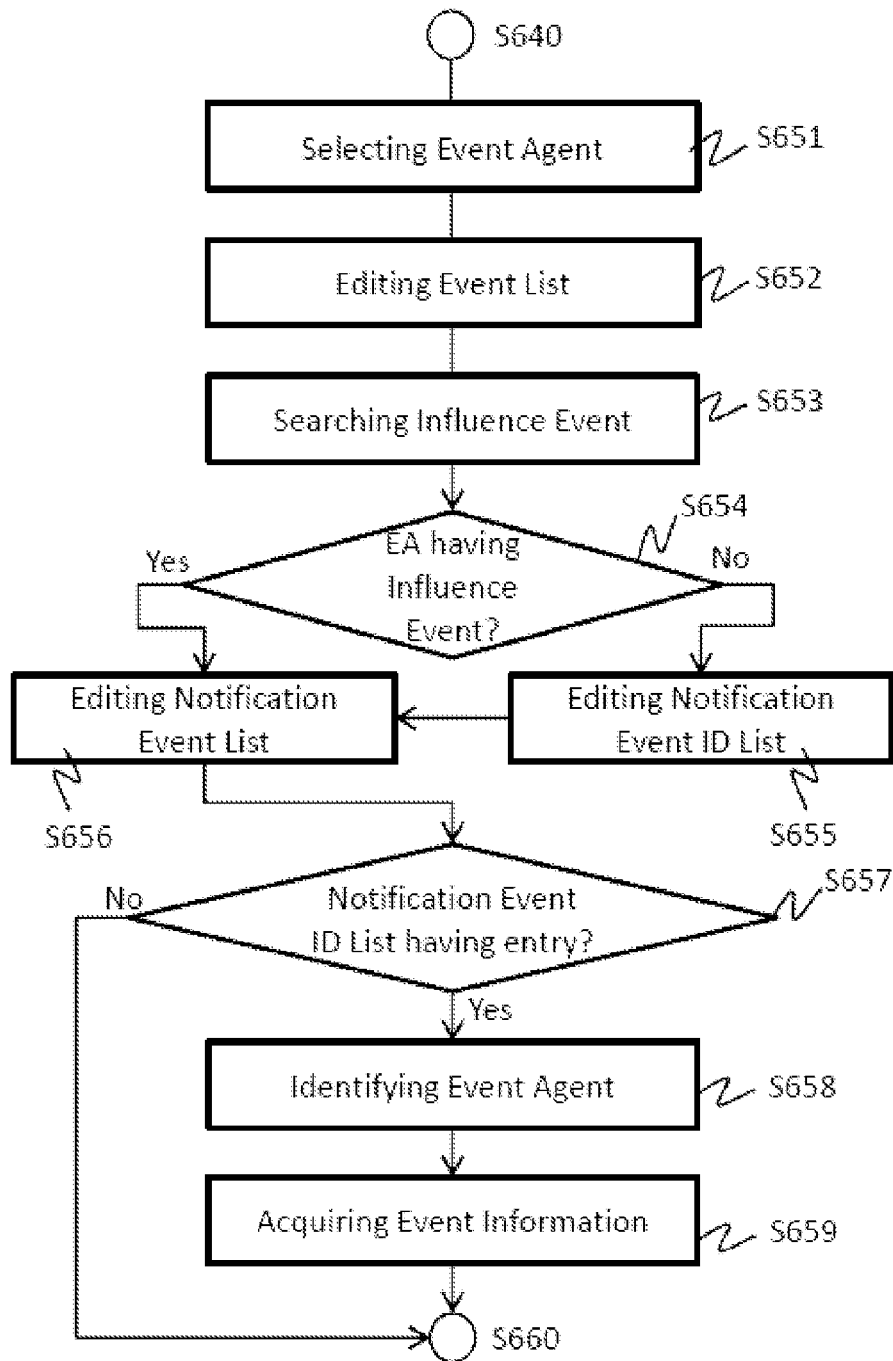 S640
Selecting Event Agent
S651
Editing Event List
S652
Searching Influence Event
S653
S654
Yes
EA having
Influence
Event?
No
Editing Notification
Event List
Editing Notification
Event ID List
S656
S655
S657
No
Notification Event
ID List having entry?
Yes
Identifying Event Agent
S658
Acquiring Event Information
S659
S660